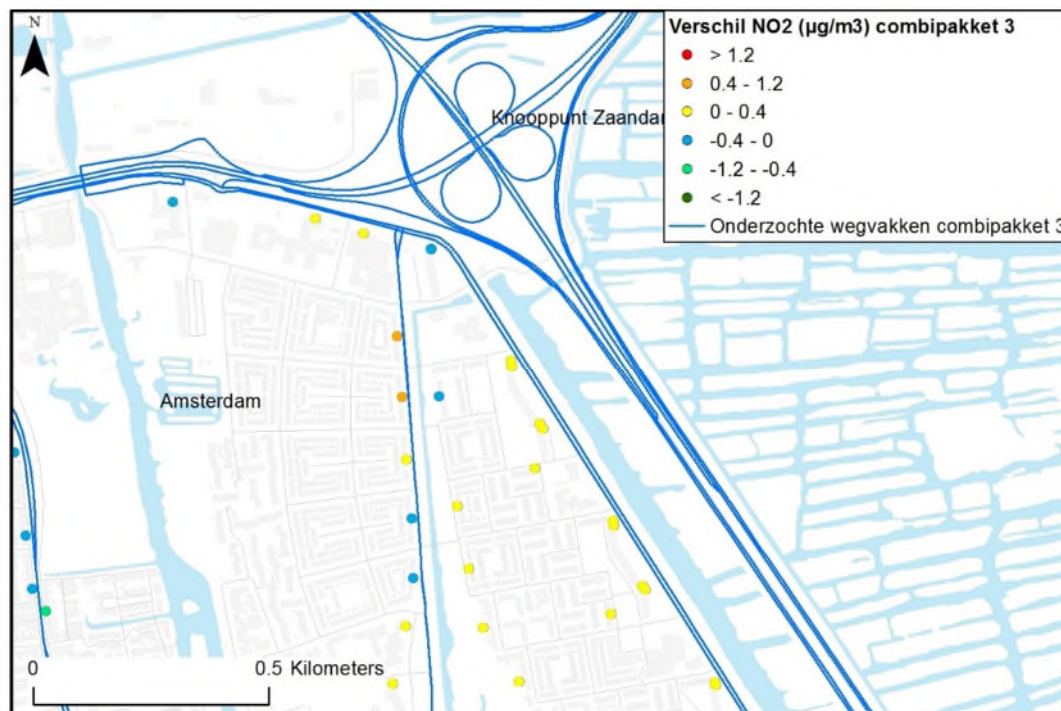 N
Verschil NO2 (µg/m3) combipakket 3
> 1.2
0.4 - 1.2
0 - 0.4
-0.4 - 0
-1.2 - -0.4
< -1.2
Onderzochte wegvakken combipakket 3
Knooppunt Zaandam
Amsterdam
0 0.5 Kilometers